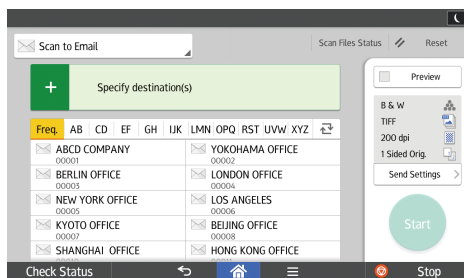 Scan to Email
Scan Files Status
Reset
Specify destination(s)
Preview
Freq. AB CD EF GH IJK LMN OPQ RST UVW XYZ
B & W
TIFF
200 dpi
1 Sided Orig.
Send Settings
ABCD COMPANY
00001
YOKOHAMA OFFICE
00002
BERLIN OFFICE
00003
LONDON OFFICE
00004
NEW YORK OFFICE
00005
LOS ANGELES
00006
KYOTO OFFICE
00007
BEIJING OFFICE
00008
SHANGHAI OFFICE
HONG KONG OFFICE
Start
Check Status
Stop